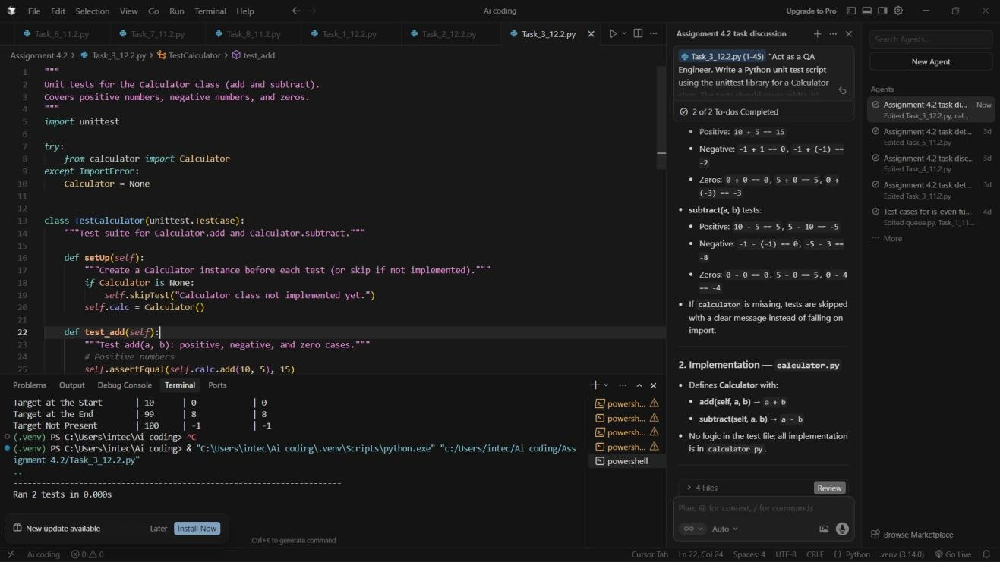 File Edit Selection View Go Run Terminal Help
Ai coding
Upgrade to Pro
Task_6_11.2.py
Task_7_11.2.py
Task_8_11.2.py
Task_1_12.2.py
Task_2_12.2.py
Task_3_12.2.py
Assignment 4.2 > Task_3_12.2.py > TestCalculator > test_add
1 """
2 Unit tests for the Calculator class (add and subtract).
3 Covers positive numbers, negative numbers, and zeros.
4 """
5 import unittest
6
7 try:
8 from calculator import Calculator
9 except ImportError:
10 Calculator = None
11
12
13 class TestCalculator(unittest.TestCase):
14 """Test suite for Calculator.add and Calculator.subtract."""
15
16 def setUp(self):
17 """Create a Calculator instance before each test (or skip if not implemented)."""
18 if Calculator is None:
19 self.skipTest("Calculator class not implemented yet.")
20 self.calc = Calculator()
21
22 def test_add(self):
23 """Test add(a, b): positive, negative, and zero cases."""
24 # Positive numbers
25 self.assertEqual(self.calc.add(10, 5), 15)
Problems Output Debug Console Terminal Ports
Target at the Start | 10 | 0 | 0
Target at the End | 99 | 8 | 8
Target Not Present | 100 | -1 | -1
(.venv) PS C:\Users\intec\Ai coding> ^C
(.venv) PS C:\Users\intec\Ai coding> & "C:\Users\intec\Ai coding\.venv\Scripts\python.exe" "c:/Users/intec/Ai coding/Ass
ignment 4.2/Task_3_12.2.py"
..
----------------------------------------------------------------------
Ran 2 tests in 0.000s
powersh...
powersh...
powersh...
powersh...
powershell
New update available Later Install Now
Ctrl+K to generate command
Assignment 4.2 task discussion
Task_3_12.2.py (1-45) "Act as a QA
Engineer. Write a Python unit test script
using the unittest library for a Calculator
class. The tests should cover add(a, b)
2 of 2 To-dos Completed
• Positive: 10 + 5 == 15
• Negative: -1 + 1 == 0, -1 + (-1) ==
-2
• Zeros: 0 + 0 == 0, 5 + 0 == 5, 0 +
(-3) == -3
• subtract(a, b) tests:
• Positive: 10 - 5 == 5, 5 - 10 == -5
• Negative: -1 - (-1) == 0, -5 - 3 ==
-8
• Zeros: 0 - 0 == 0, 5 - 0 == 5, 0 - 4
== -4
• If calculator is missing, tests are skipped
with a clear message instead of failing on
import.
2. Implementation — calculator.py
• Defines Calculator with:
• add(self, a, b) → a + b
• subtract(self, a, b) → a - b
• No logic in the test file; all implementation
is in calculator.py.
> 4 Files Review
Plan, @ for context, / for commands
∞ Auto
Search Agents...
New Agent
Agents
Assignment 4.2 task di... Now
Edited Task_3_12.2.py, cal...
Assignment 4.2 task det... 3d
Edited Task_5_11.2.py
Assignment 4.2 task disc... 3d
Edited Task_4_11.2.py
Assignment 4.2 task det... 3d
Edited Task_3_11.2.py
Test cases for is_even fu... 4d
Edited queue.py, Task_1_11...
··· More
Browse Marketplace
Ai coding 0 0
Cursor Tab Ln 22, Col 24 Spaces: 4 UTF-8 CRLF {} Python .venv (3.14.0) Go Live